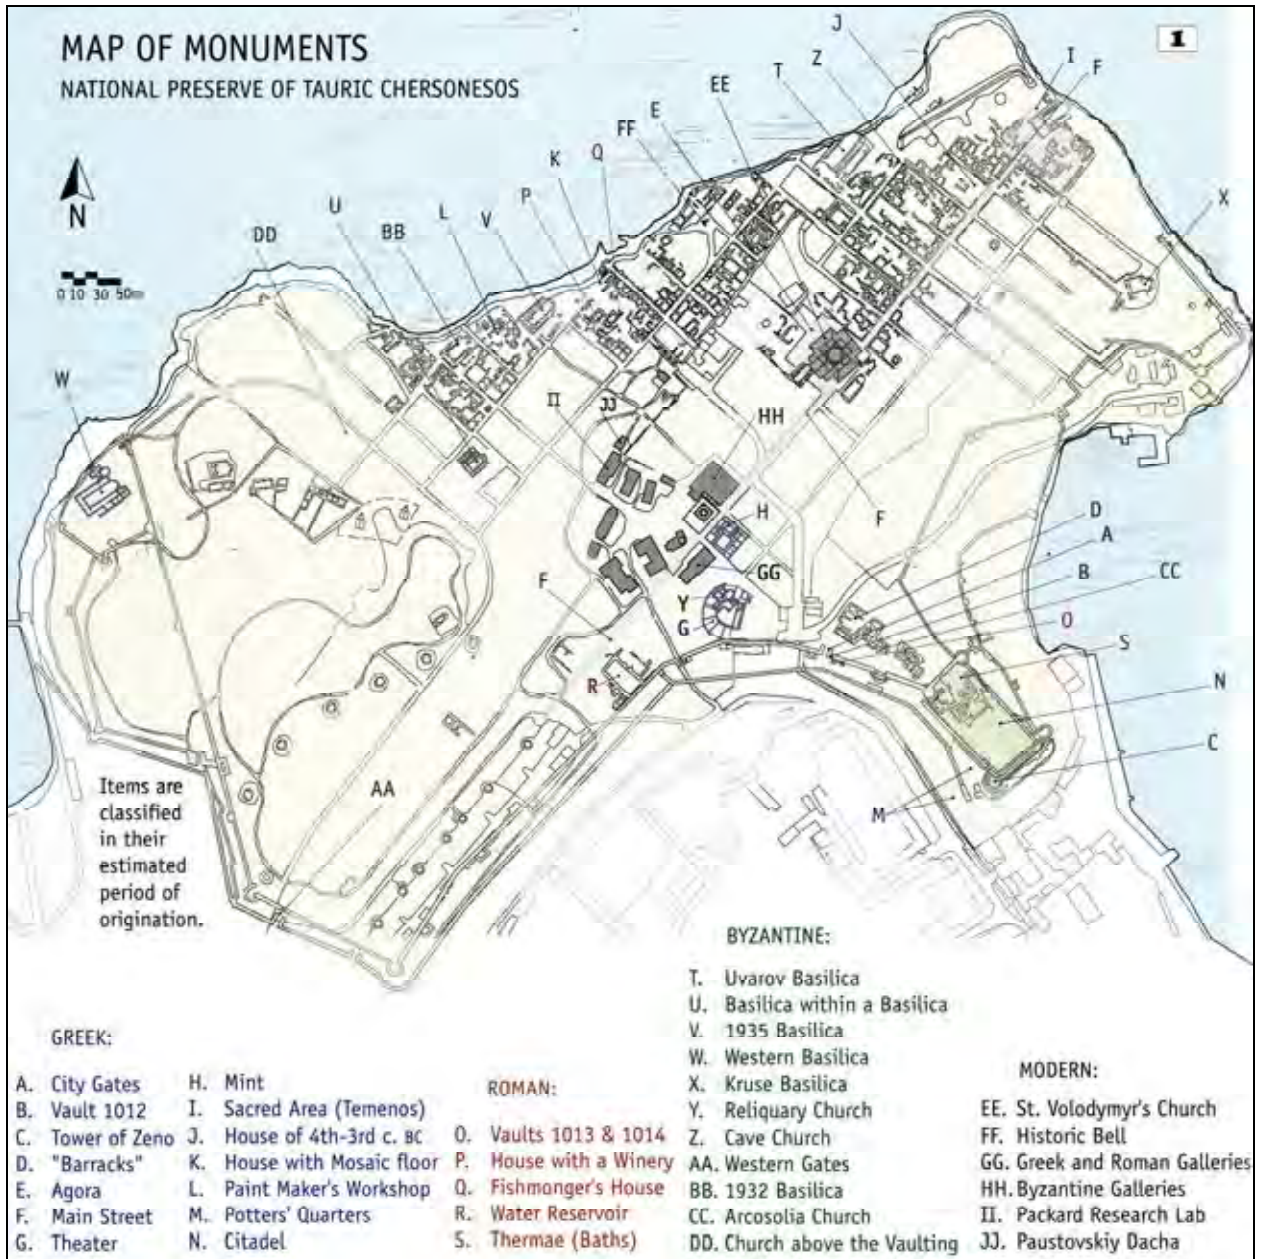 MAP OF MONUMENTS
NATIONAL PRESERVE OF TAURIC CHERSONESOS
1
J
I
Z
F
T
EE
E
FF
Q
K
X
P
U
L
V
BB
DD
N
0 10 30 50m
W
II
JJ
HH
H
D
F
A
GG
B
CC
F
Y
O
G
S
R
N
C
AA
M
Items are
classified
in their
estimated
period of
origination.
GREEK:
A. City Gates
B. Vault 1012
C. Tower of Zeno
D. "Barracks"
E. Agora
F. Main Street
G. Theater
H. Mint
I. Sacred Area (Temenos)
J. House of 4th-3rd c. BC
K. House with Mosaic floor
L. Paint Maker's Workshop
M. Potters' Quarters
N. Citadel
ROMAN:
O. Vaults 1013 & 1014
P. House with a Winery
Q. Fishmonger's House
R. Water Reservoir
S. Thermae (Baths)
BYZANTINE:
T. Uvarov Basilica
U. Basilica within a Basilica
V. 1935 Basilica
W. Western Basilica
X. Kruse Basilica
Y. Reliquary Church
Z. Cave Church
AA. Western Gates
BB. 1932 Basilica
CC. Arcosolia Church
DD. Church above the Vaulting
MODERN:
EE. St. Volodymyr's Church
FF. Historic Bell
GG. Greek and Roman Galleries
HH. Byzantine Galleries
II. Packard Research Lab
JJ. Paustovskiy Dacha